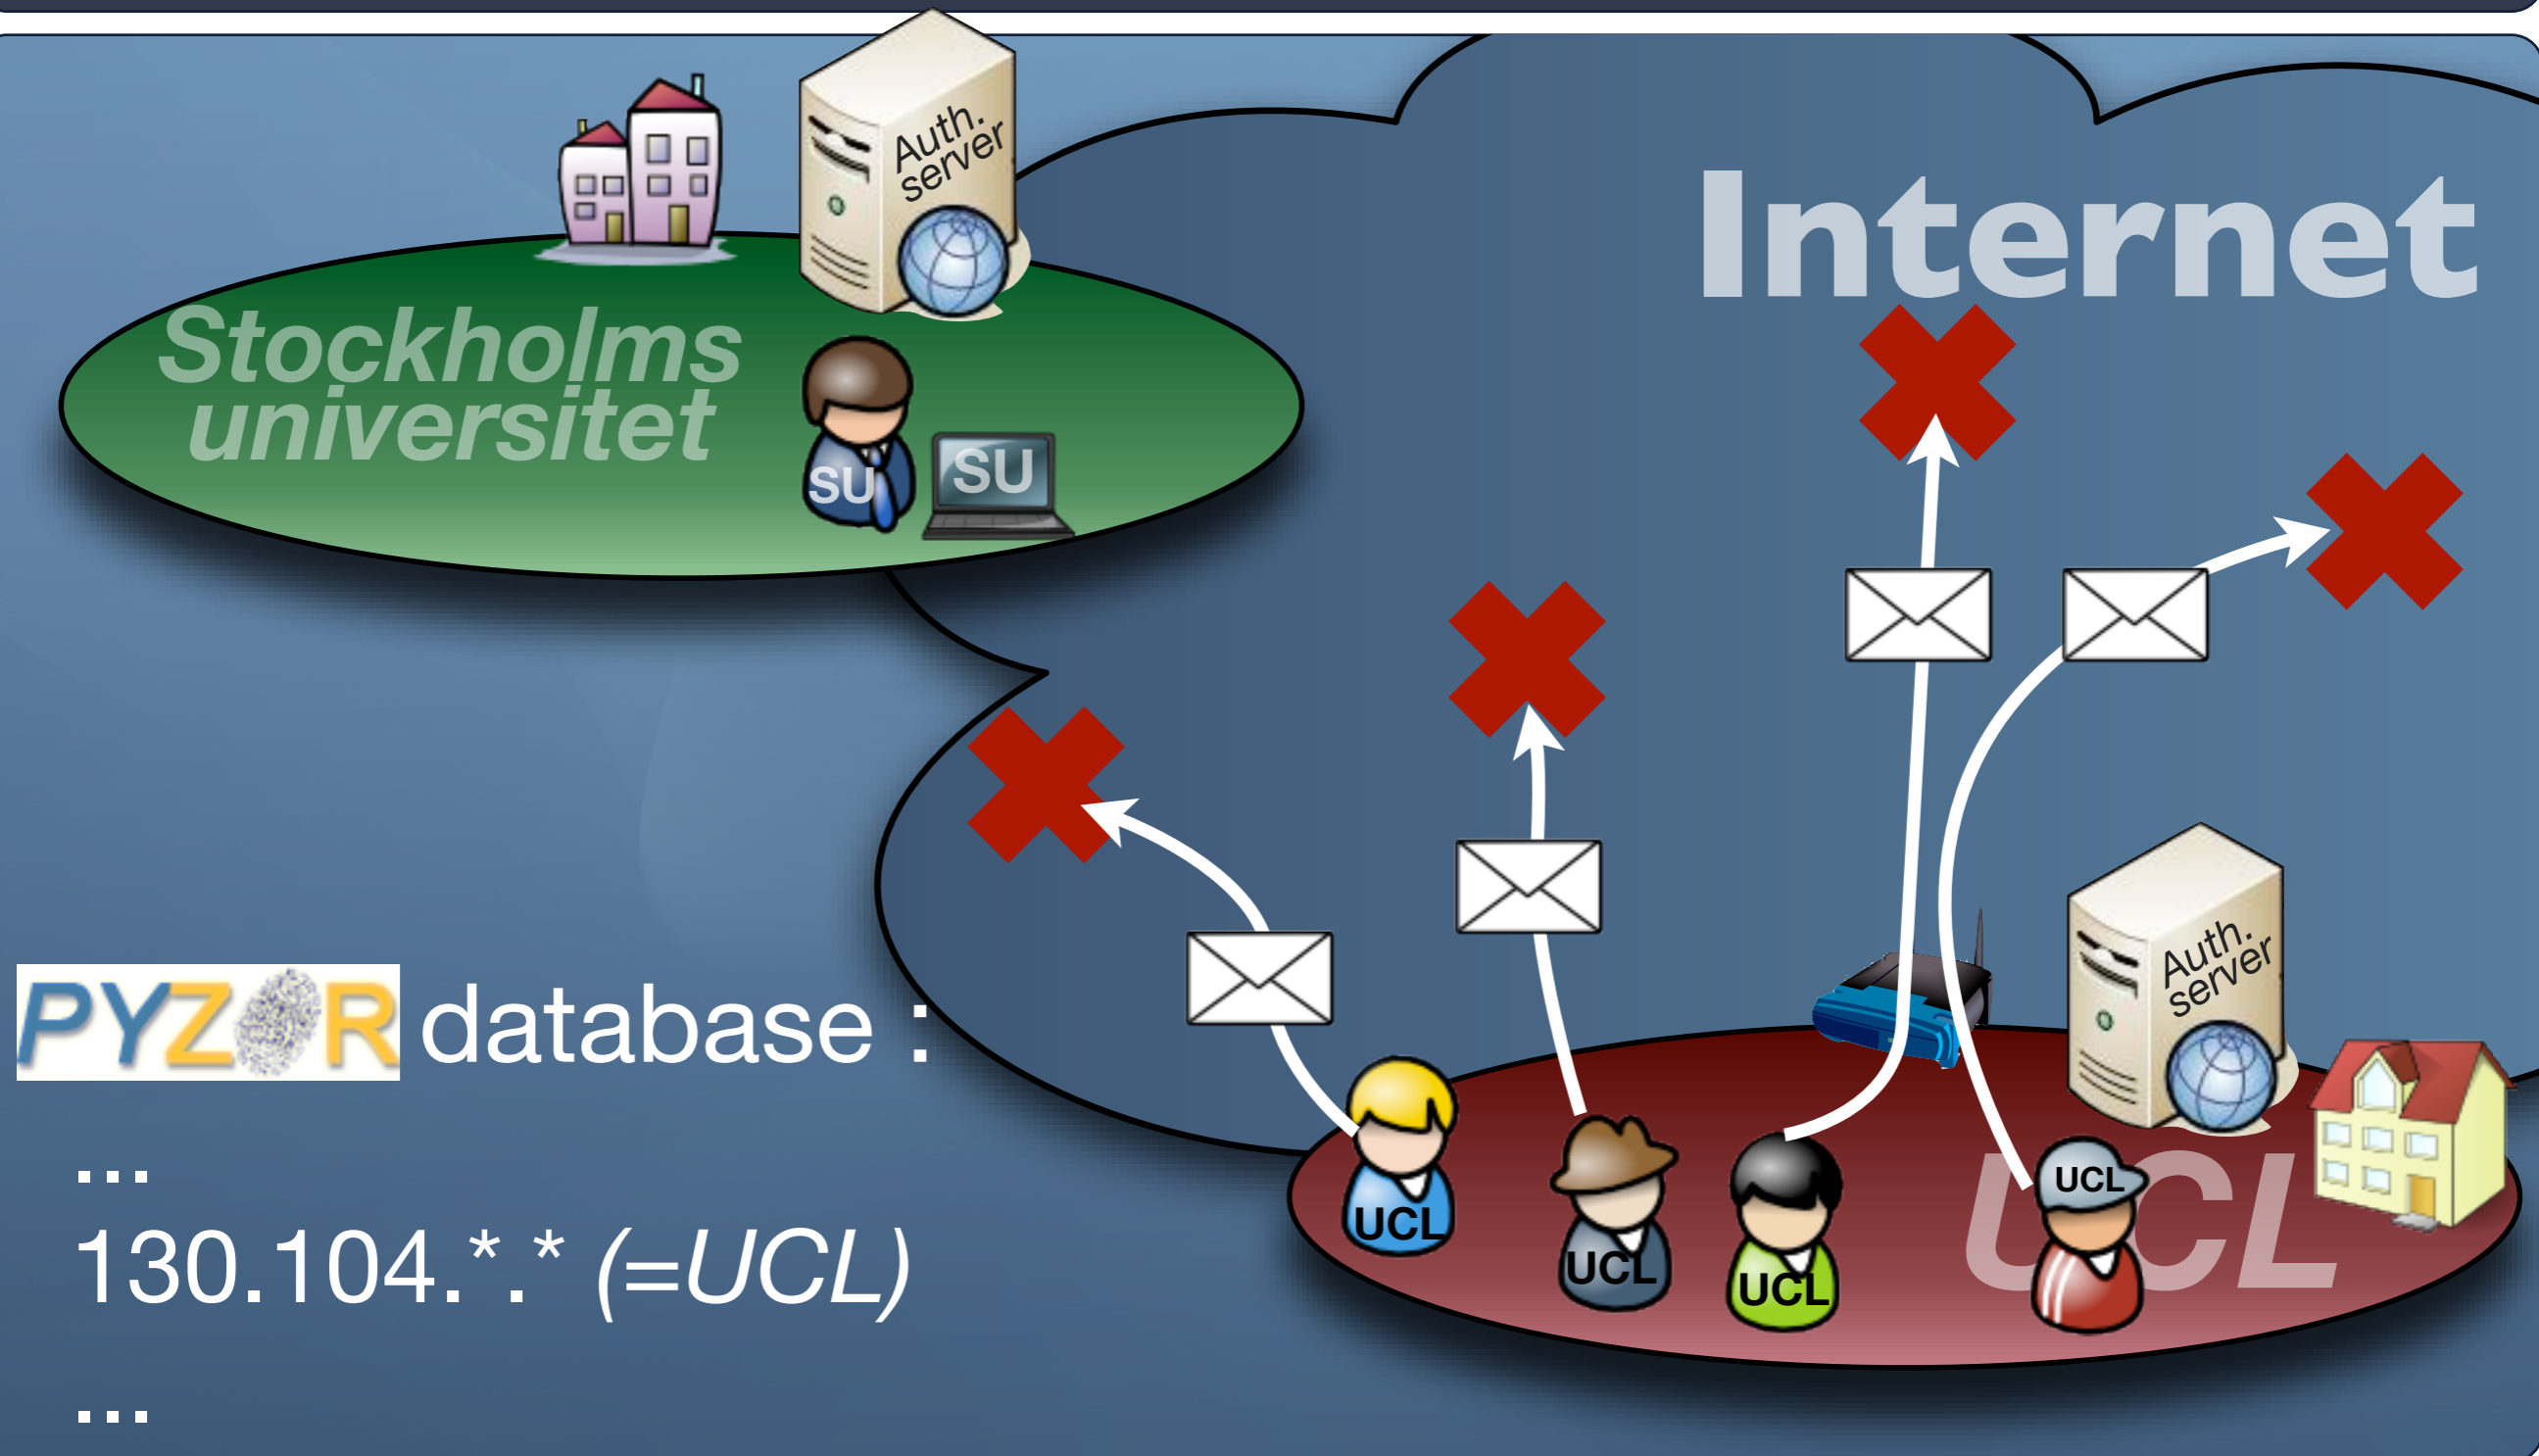 Auth.
server
Internet
Stockholms
universitet
SU
SU
PYZOR database :
...
130.104.*.* (=UCL)
...
Auth.
server
UCL
UCL
UCL
UCL
UCL